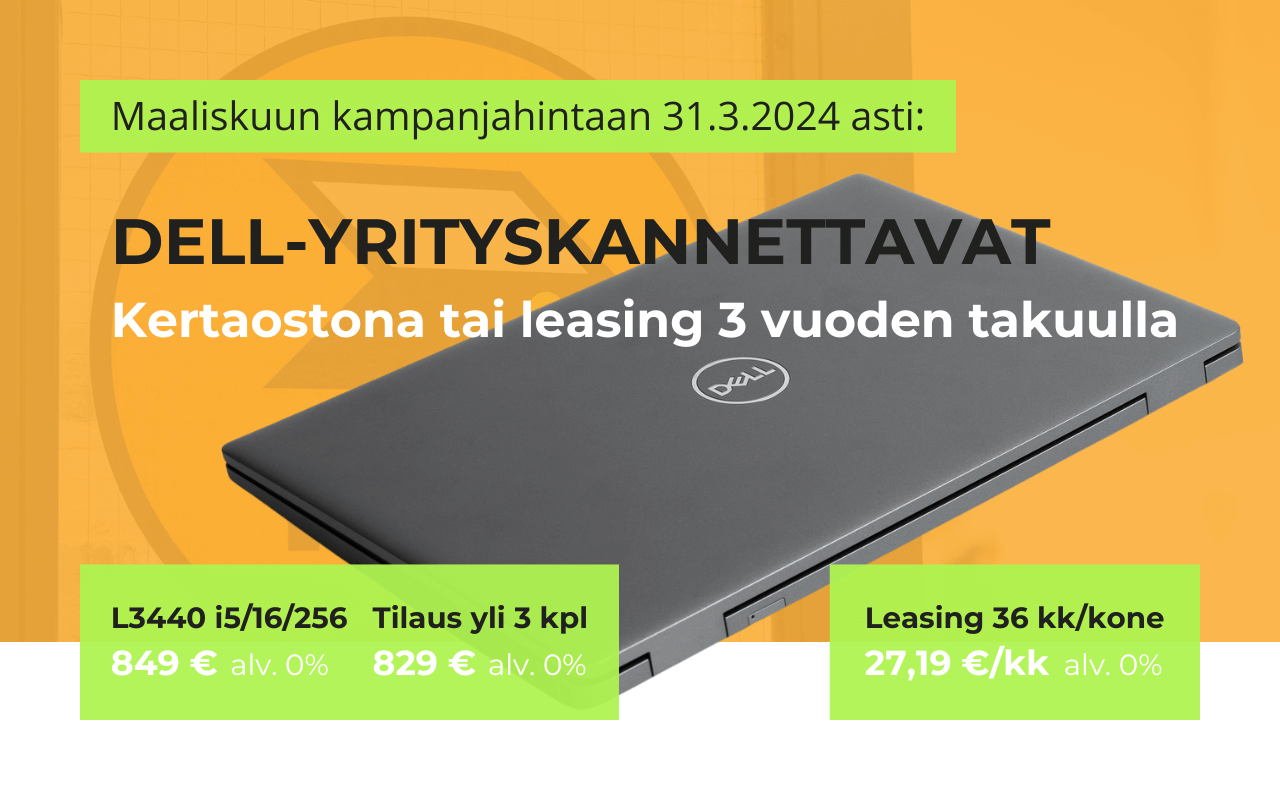 Maaliskuun kampanjahintaan 31.3.2024 asti:
DELL-YRITYSKANNETTAVAT
Kertaostona tai leasing 3 vuoden takuulla
DELL
L3440 i5/16/256 Tilaus yli 3 kpl
849 € alv. 0% 829 € alv. 0%
Leasing 36 kk/kone
27,19 €/kk alv. 0%